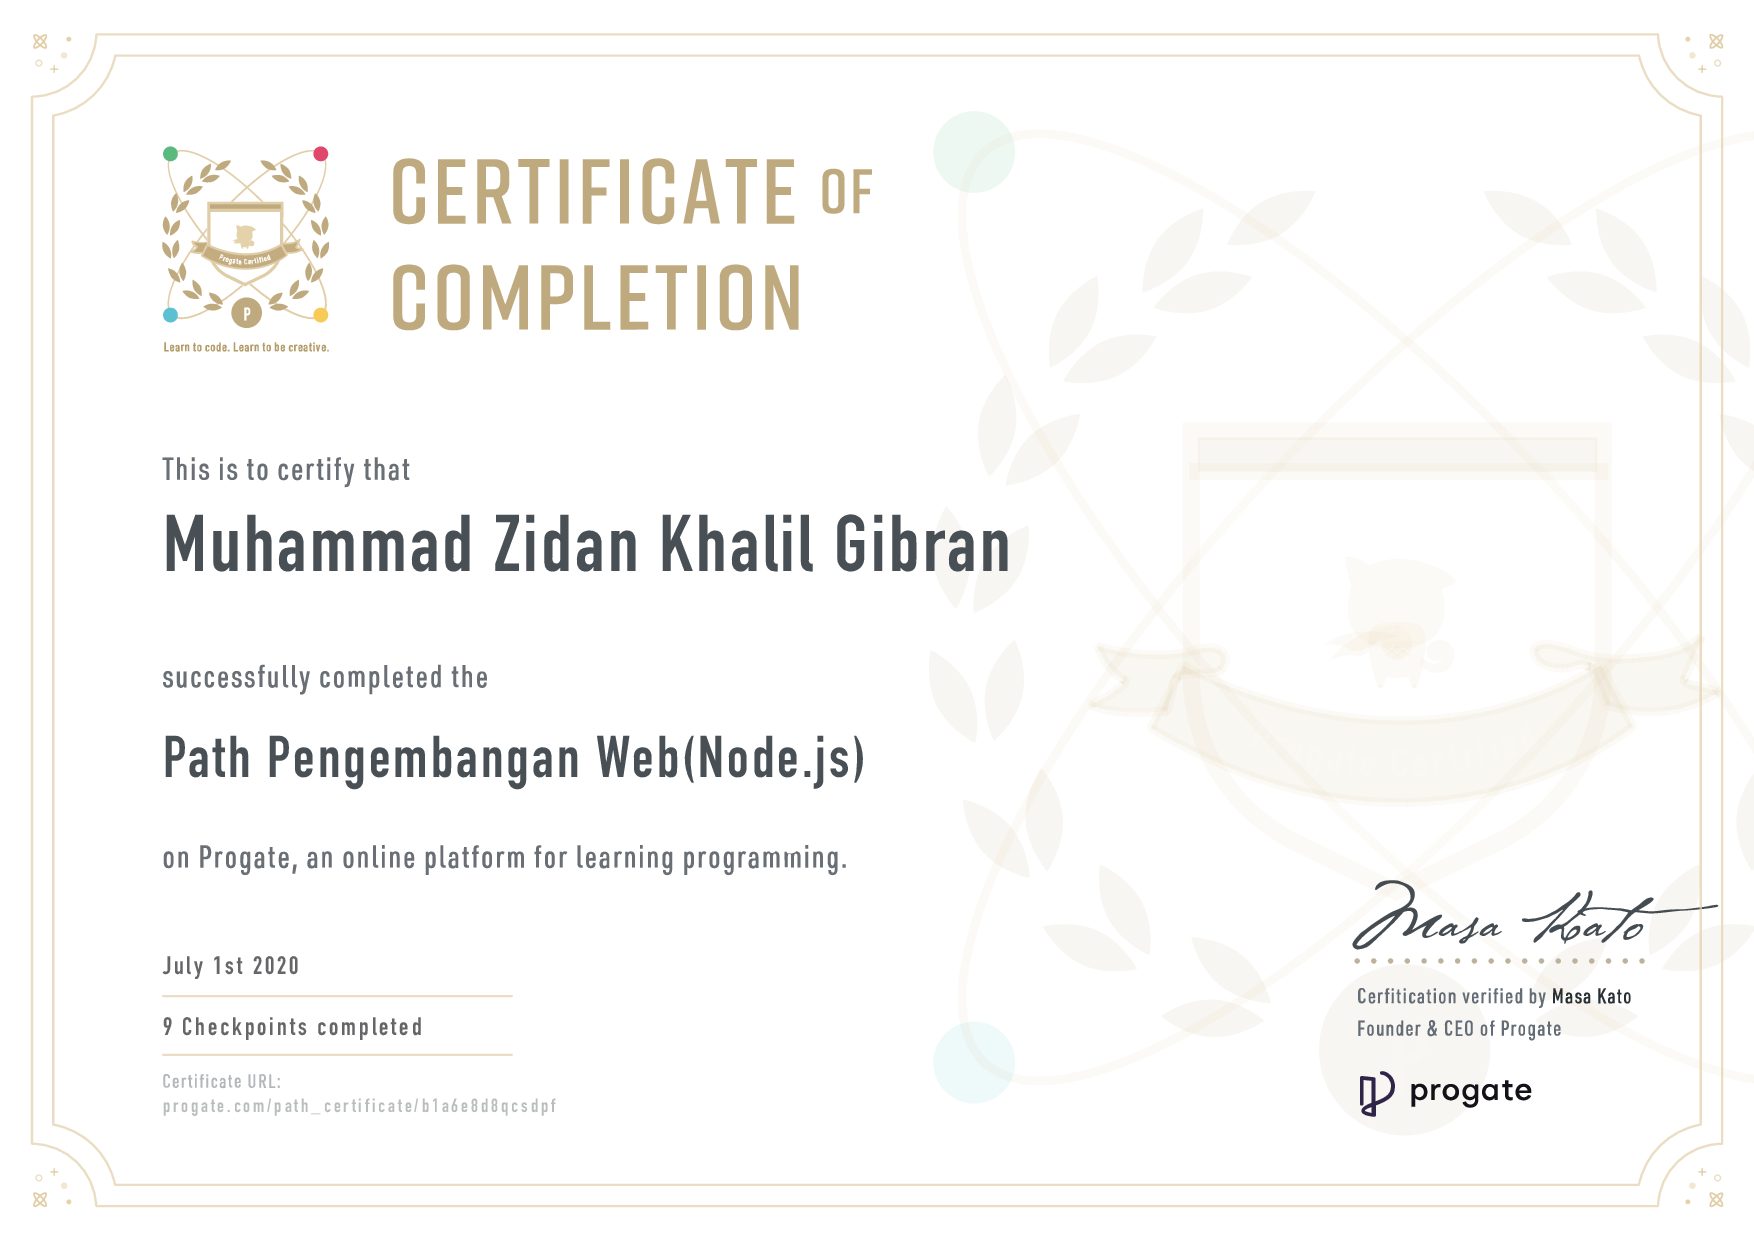 CERTIFICATE OF
COMPLETION
Progate Certified
P
Learn to code. Learn to be creative.
This is to certify that
Muhammad Zidan Khalil Gibran
successfully completed the
Path Pengembangan Web(Node.js)
on Progate, an online platform for learning programming.
July 1st 2020
9 Checkpoints completed
Certificate URL:
progate.com/path_certificate/b1a6e8d8qcsdpf
Masa Kato
Cerfitication verified by Masa Kato
Founder & CEO of Progate
progate